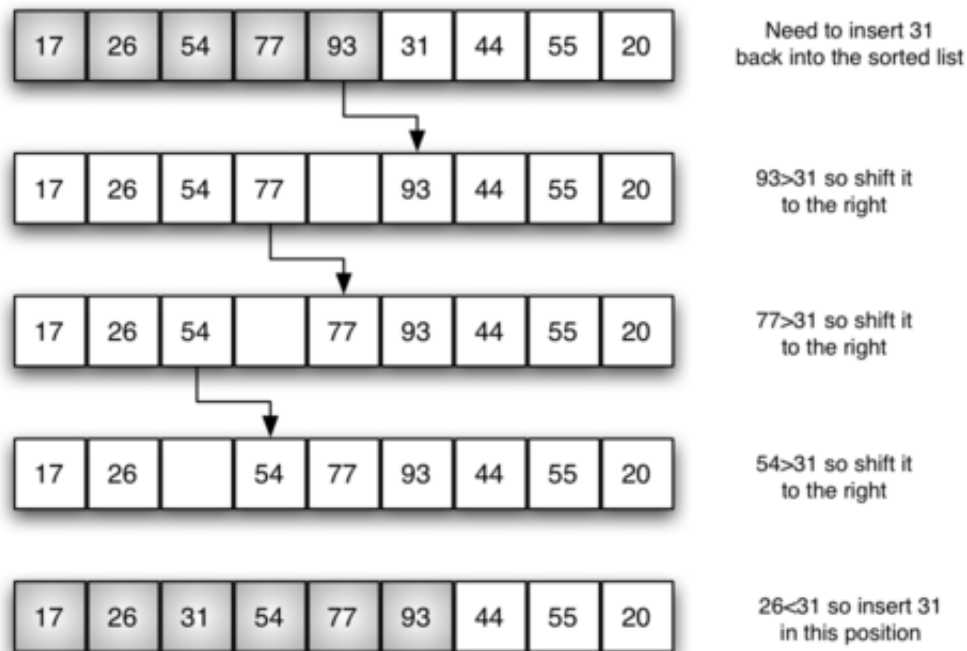 17 26 54 77 93 31 44 55 20
Need to insert 31
back into the sorted list
17 26 54 77 93 44 55 20
93>31 so shift it
to the right
17 26 54 77 93 44 55 20
77>31 so shift it
to the right
17 26 54 77 93 44 55 20
54>31 so shift it
to the right
17 26 31 54 77 93 44 55 20
26<31 so insert 31
in this position